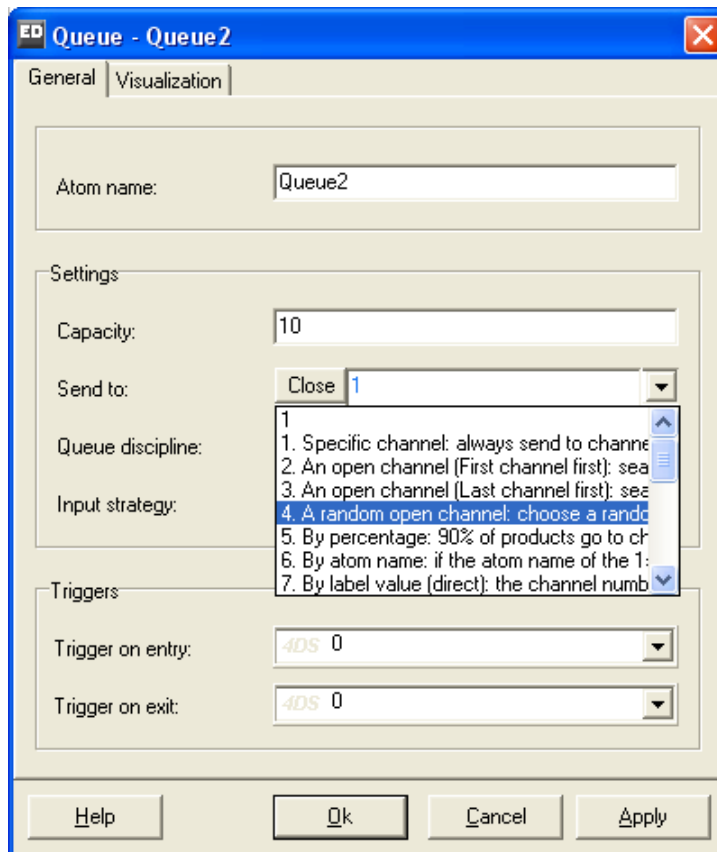 ED Queue - Queue2
General Visualization
Atom name: Queue2
Settings
Capacity: 10
Send to: Close 1
1
1. Specific channel: always send to channe
Queue discipline:
2. An open channel (First channel first): sea
3. An open channel (Last channel first): sea
Input strategy:
4. A random open channel: choose a rando
5. By percentage: 90% of products go to ch
6. By atom name: if the atom name of the 1
7. By label value (direct): the channel numb
Triggers
Trigger on entry: 4DS 0
Trigger on exit: 4DS 0
Help Ok Cancel Apply